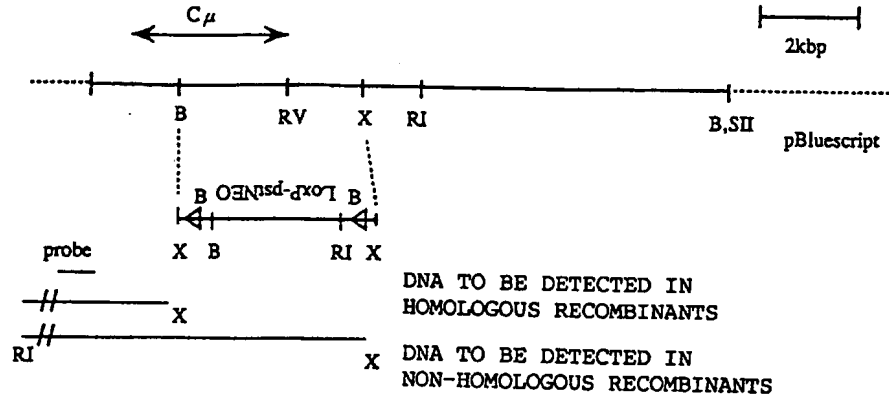 Cμ
2kbp
B RV X RI B,SII
pBluescript
B LoxP-pstNEO B
X B RI X
probe
DNA TO BE DETECTED IN
HOMOLOGOUS RECOMBINANTS
X
RI X
DNA TO BE DETECTED IN
NON-HOMOLOGOUS RECOMBINANTS